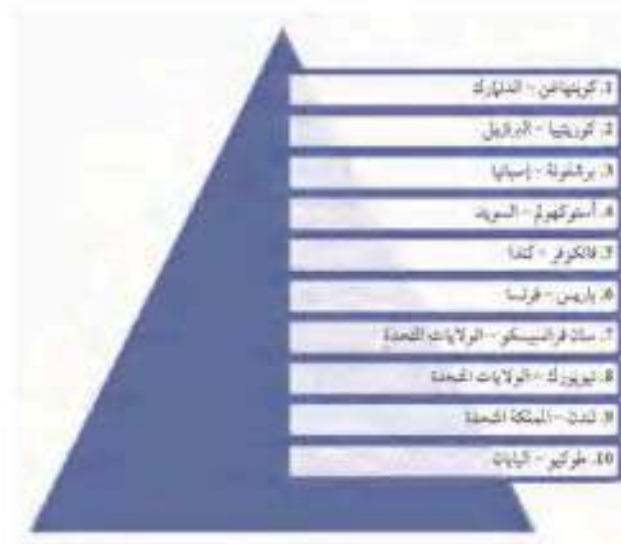 1. كوبنهاغن - الدنمارك
2. كوريتيبا - البرازيل
3. برشلونة - إسبانيا
4. أستوكهولم - السويد
5. فانكوفر - كندا
6. باريس - فرنسا
7. سان فرانسيسكو - الولايات المتحدة
8. نيويورك - الولايات المتحدة
9. لندن - المملكة المتحدة
10. طوكيو - اليابان